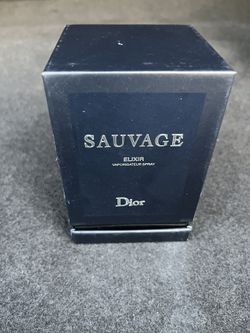 SAUVAGE
ELIXIR
VAPORISATEUR SPRAY
Dior